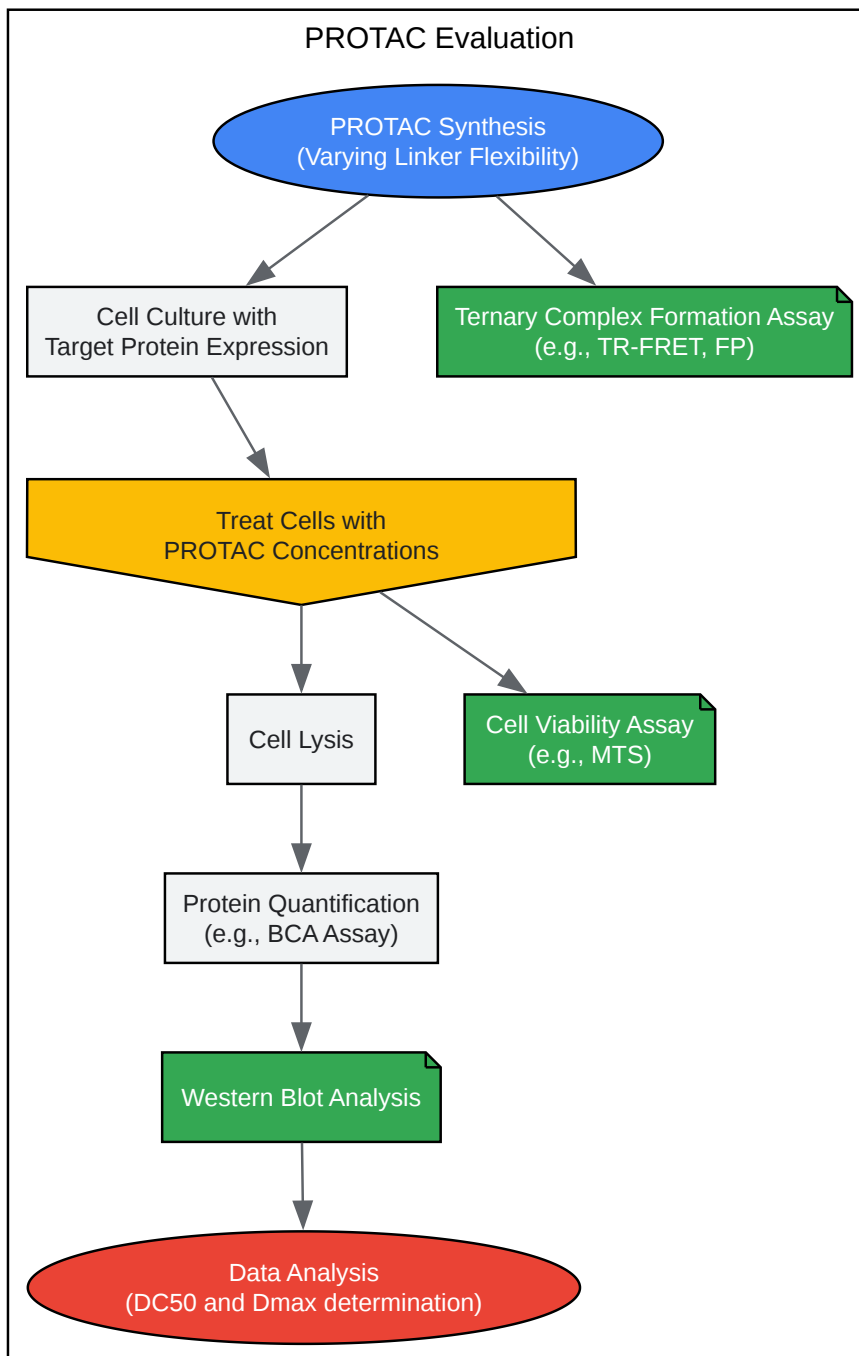 PROTAC Evaluation
PROTAC Synthesis
(Varying Linker Flexibility)
Cell Culture with
Target Protein Expression
Ternary Complex Formation Assay
(e.g., TR-FRET, FP)
Treat Cells with
PROTAC Concentrations
Cell Lysis
Cell Viability Assay
(e.g., MTS)
Protein Quantification
(e.g., BCA Assay)
Western Blot Analysis
Data Analysis
(DC50 and Dmax determination)